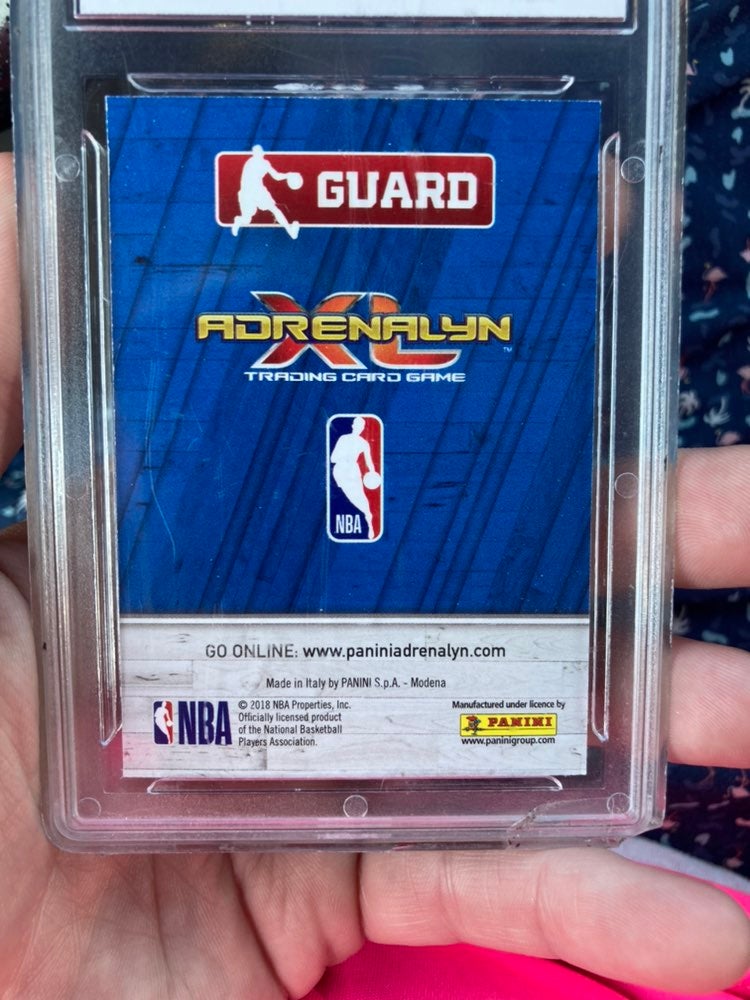 GUARD
ADRENALYN
XL
TRADING CARD GAME
TM
NBA
GO ONLINE: www.paniniadrenalyn.com
Made in Italy by PANINI S.p.A. - Modena
NBA
© 2018 NBA Properties, Inc.
Officially licensed product
of the National Basketball
Players Association.
Manufactured under licence by
PANINI
www.paninigroup.com